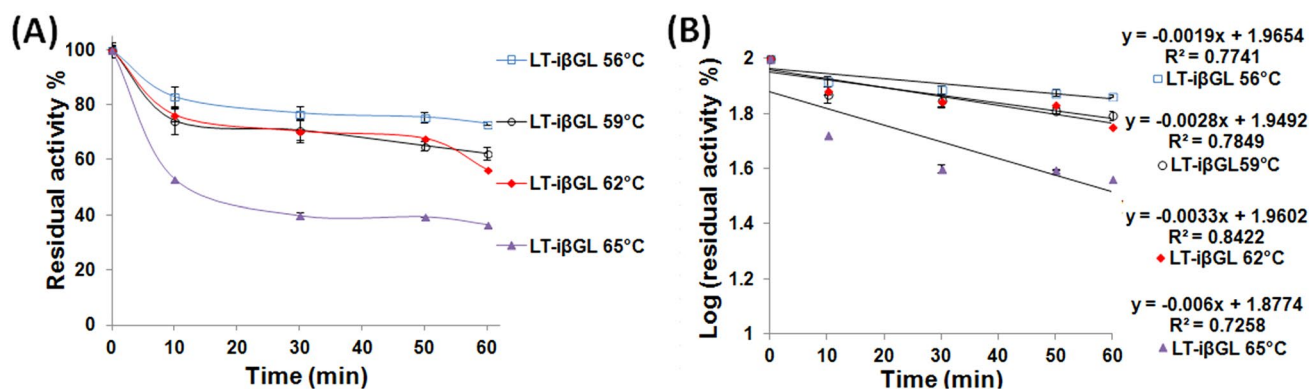 (A)
Residual activity %
100
80
60
40
20
0
0 10 20 30 40 50 60
Time (min)
LT-iβGL 56°C
LT-iβGL 59°C
LT-iβGL 62°C
LT-iβGL 65°C
(B)
Log (residual activity %)
2
1.8
1.6
1.4
1.2
1
0 10 20 30 40 50 60
Time (min)
y = -0.0019x + 1.9654
R² = 0.7741
LT-iβGL 56°C
y = -0.0028x + 1.9492
R² = 0.7849
LT-iβGL59°C
y = -0.0033x + 1.9602
R² = 0.8422
LT-iβGL 62°C
y = -0.006x + 1.8774
R² = 0.7258
LT-iβGL 65°C